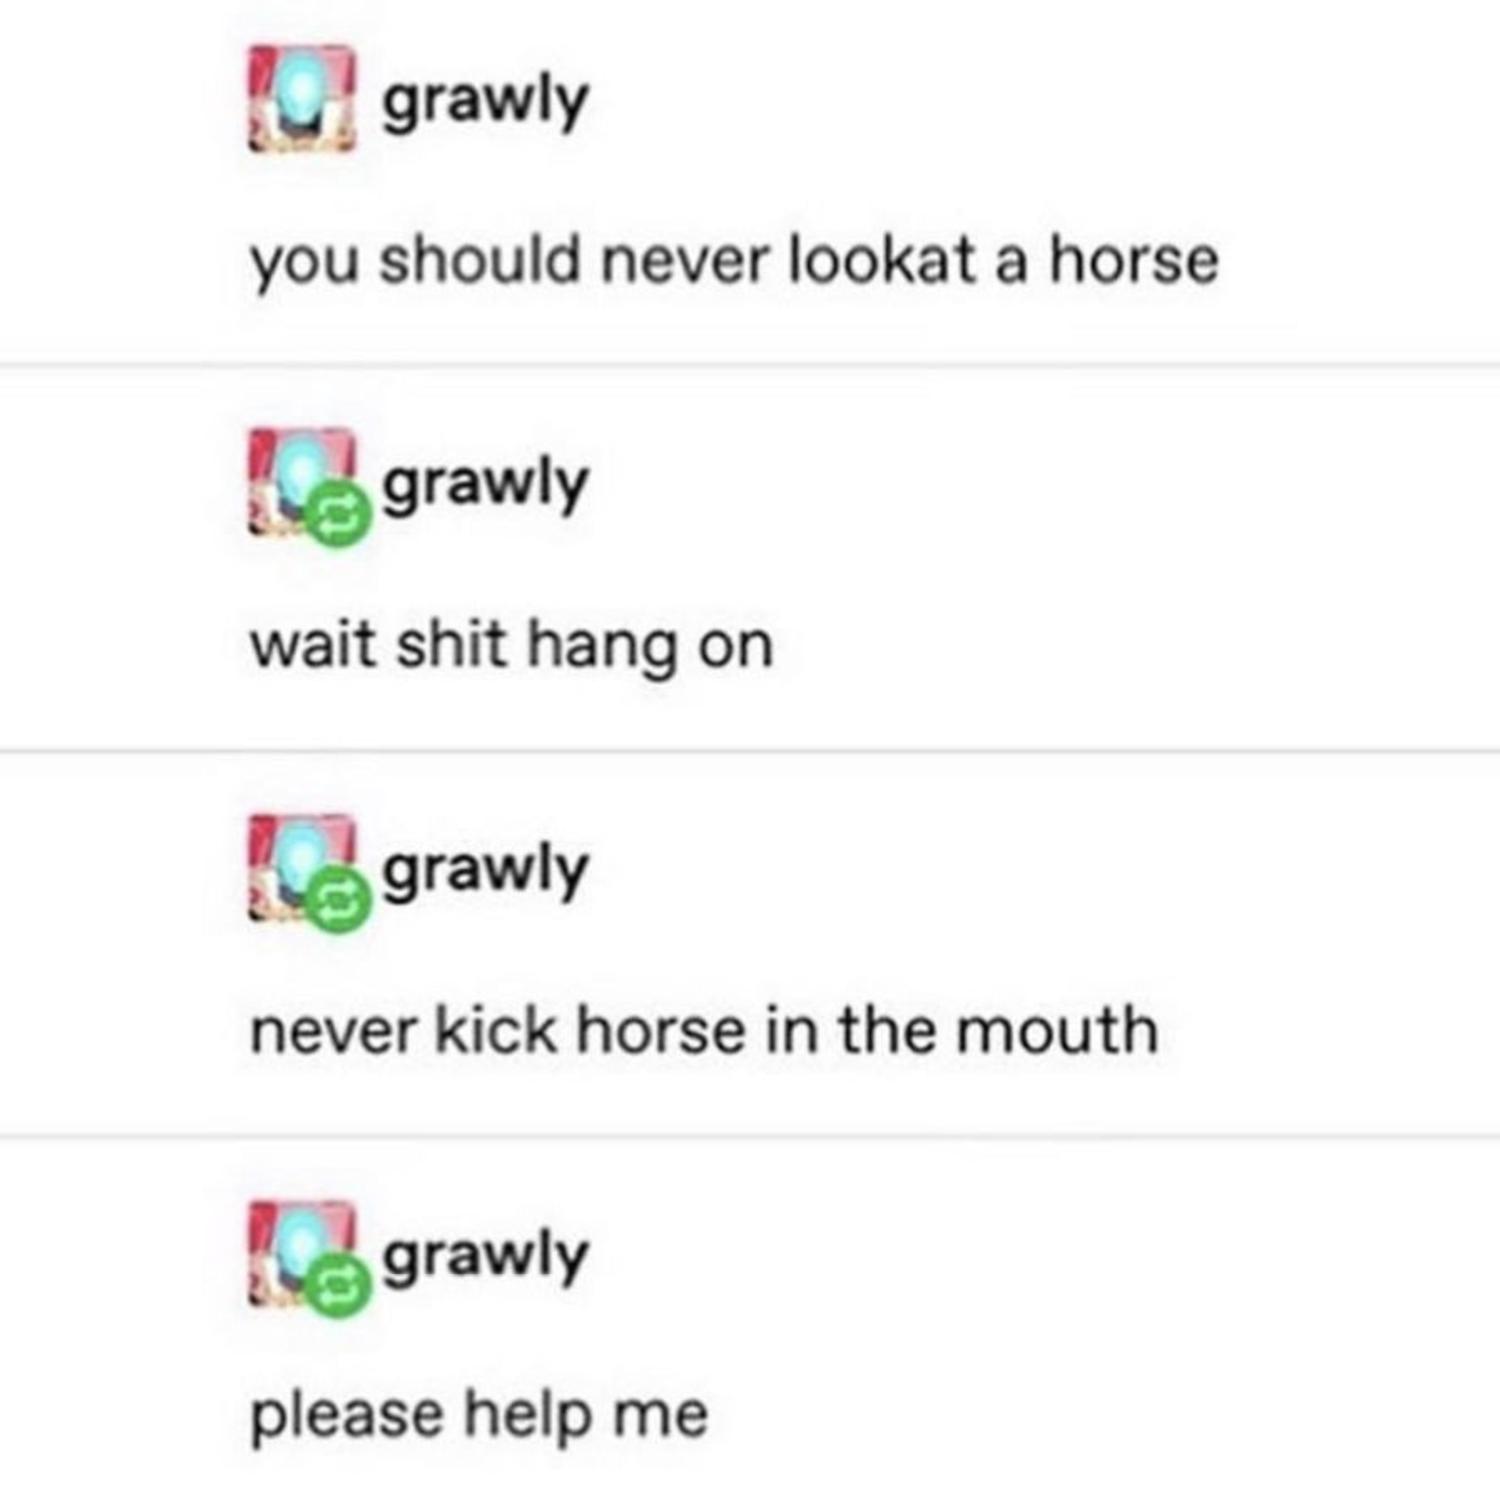 grawly
you should never lookat a horse
grawly
wait shit hang on
grawly
never kick horse in the mouth
grawly
please help me